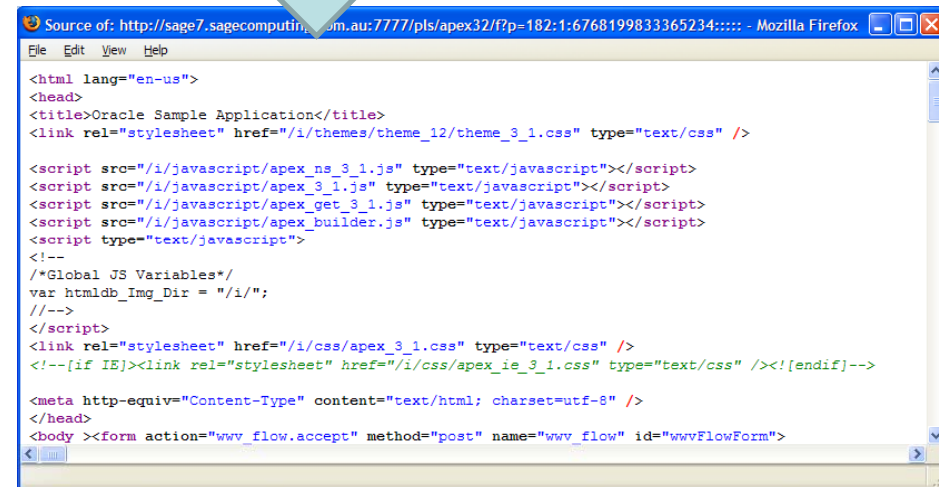 Source of: http://sage7.sagecomputin om.au:7777/pls/apex32/f?p=182:1:6768199833365234::::: - Mozilla Firefox
File Edit View Help
<html lang="en-us">
<head>
<title>Oracle Sample Application</title>
<link rel="stylesheet" href="/i/themes/theme_12/theme_3_1.css" type="text/css" />
<script src="/i/javascript/apex_ns_3_1.js" type="text/javascript"></script>
<script src="/i/javascript/apex_3_1.js" type="text/javascript"></script>
<script src="/i/javascript/apex_get_3_1.js" type="text/javascript"></script>
<script src="/i/javascript/apex_builder.js" type="text/javascript"></script>
<script type="text/javascript">
<!--
/*Global JS Variables*/
var htmldb_Img_Dir = "/i/";
//-->
</script>
<link rel="stylesheet" href="/i/css/apex_3_1.css" type="text/css" />
<!--[if IE]><link rel="stylesheet" href="/i/css/apex_ie_3_1.css" type="text/css" /><![endif]-->
<meta http-equiv="Content-Type" content="text/html; charset=utf-8" />
</head>
<body ><form action="wwv_flow.accept" method="post" name="wwv_flow" id="wwvFlowForm">